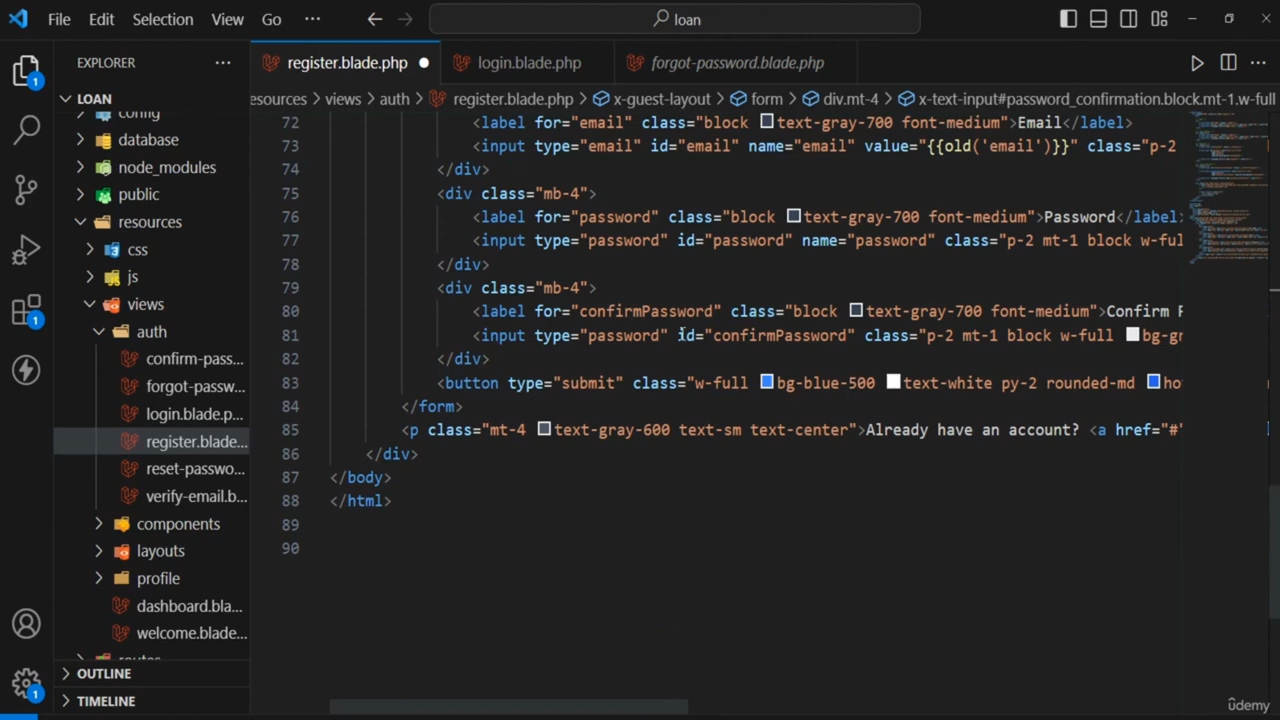 File Edit Selection View Go ··· loan
EXPLORER ···
register.blade.php login.blade.php forgot-password.blade.php
esources > views > auth > register.blade.php > x-guest-layout > form > div.mt-4 > x-text-input#password_confirmation.block.mt-1.w-full
LOAN
config
database
node_modules
public
resources
css
js
views
auth
confirm-pass...
forgot-passw...
login.blade.p...
register.blade...
reset-passwo...
verify-email.b...
components
layouts
profile
dashboard.bla...
welcome.blade...
routes
OUTLINE
TIMELINE
1
1
1
72 <label for="email" class="block text-gray-700 font-medium">Email</label>
73 <input type="email" id="email" name="email" value="{{old('email')}}" class="p-2
74 </div>
75 <div class="mb-4">
76 <label for="password" class="block text-gray-700 font-medium">Password</label>
77 <input type="password" id="password" name="password" class="p-2 mt-1 block w-ful
78 </div>
79 <div class="mb-4">
80 <label for="confirmPassword" class="block text-gray-700 font-medium">Confirm P
81 <input type="password" id="confirmPassword" class="p-2 mt-1 block w-full bg-gr
82 </div>
83 <button type="submit" class="w-full bg-blue-500 text-white py-2 rounded-md ho
84 </form>
85 <p class="mt-4 text-gray-600 text-sm text-center">Already have an account? <a href="#"
86 </div>
87 </body>
88 </html>
89
90
ûdemy